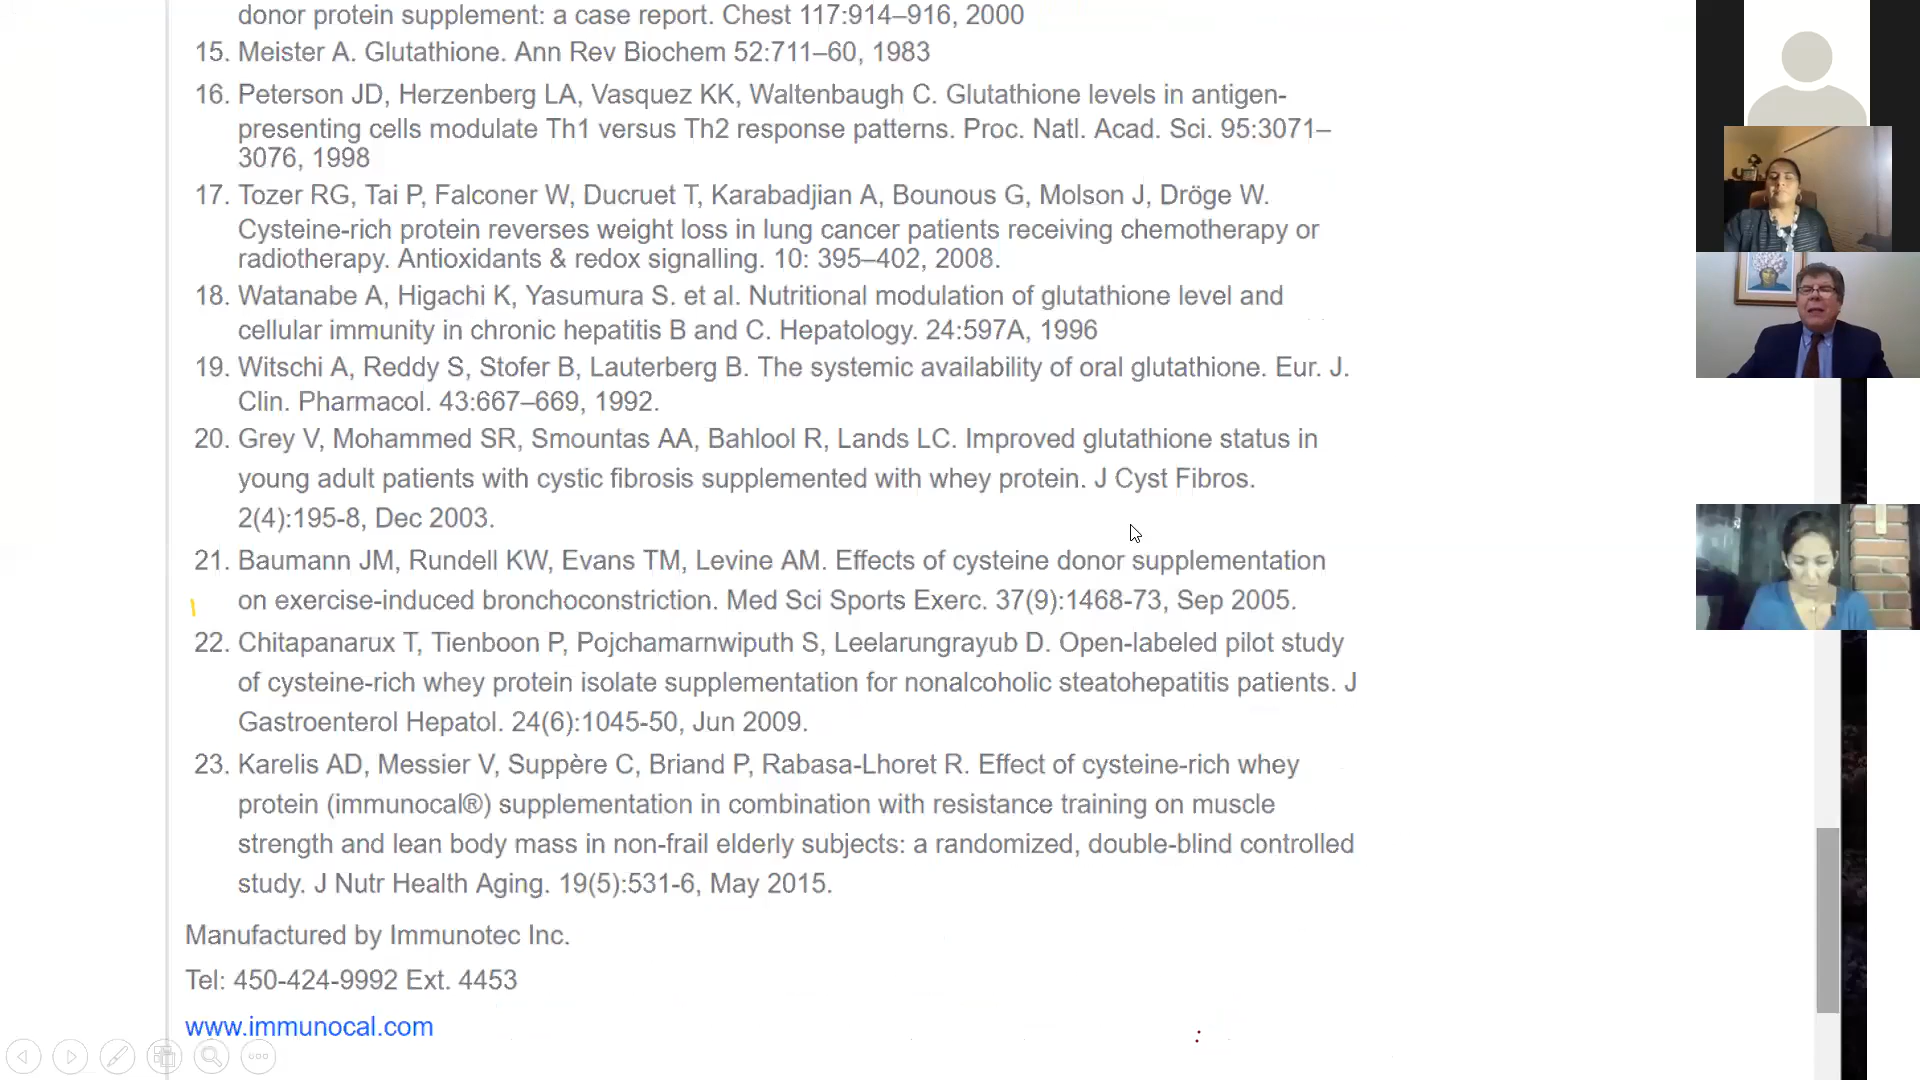 donor protein supplement: a case report. Chest 117:914–916, 2000
15. Meister A. Glutathione. Ann Rev Biochem 52:711–60, 1983
16. Peterson JD, Herzenberg LA, Vasquez KK, Waltenbaugh C. Glutathione levels in antigen-
presenting cells modulate Th1 versus Th2 response patterns. Proc. Natl. Acad. Sci. 95:3071–
3076, 1998
17. Tozer RG, Tai P, Falconer W, Ducruet T, Karabadjian A, Bounous G, Molson J, Dröge W.
Cysteine-rich protein reverses weight loss in lung cancer patients receiving chemotherapy or
radiotherapy. Antioxidants & redox signalling. 10: 395–402, 2008.
18. Watanabe A, Higachi K, Yasumura S. et al. Nutritional modulation of glutathione level and
cellular immunity in chronic hepatitis B and C. Hepatology. 24:597A, 1996
19. Witschi A, Reddy S, Stofer B, Lauterberg B. The systemic availability of oral glutathione. Eur. J.
Clin. Pharmacol. 43:667–669, 1992.
20. Grey V, Mohammed SR, Smountas AA, Bahlool R, Lands LC. Improved glutathione status in
young adult patients with cystic fibrosis supplemented with whey protein. J Cyst Fibros.
2(4):195-8, Dec 2003.
21. Baumann JM, Rundell KW, Evans TM, Levine AM. Effects of cysteine donor supplementation
on exercise-induced bronchoconstriction. Med Sci Sports Exerc. 37(9):1468-73, Sep 2005.
22. Chitapanarux T, Tienboon P, Pojchamarnwiputh S, Leelarungrayub D. Open-labeled pilot study
of cysteine-rich whey protein isolate supplementation for nonalcoholic steatohepatitis patients. J
Gastroenterol Hepatol. 24(6):1045-50, Jun 2009.
23. Karelis AD, Messier V, Suppère C, Briand P, Rabasa-Lhoret R. Effect of cysteine-rich whey
protein (immunocal®) supplementation in combination with resistance training on muscle
strength and lean body mass in non-frail elderly subjects: a randomized, double-blind controlled
study. J Nutr Health Aging. 19(5):531-6, May 2015.
Manufactured by Immunotec Inc.
Tel: 450-424-9992 Ext. 4453
www.immunocal.com